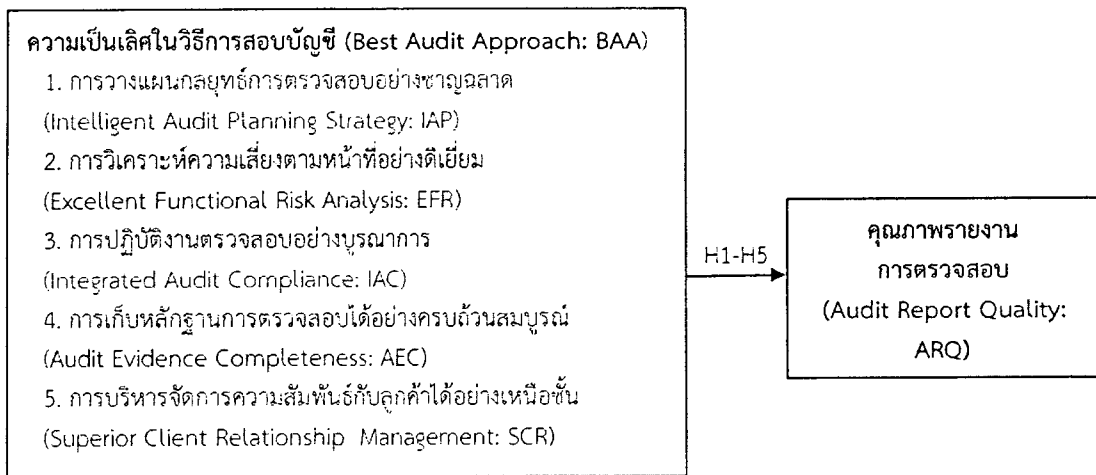 ความเป็นเลิศในวิธีการสอบบัญชี (Best Audit Approach: BAA)
1. การวางแผนกลยุทธ์การตรวจสอบอย่างชาญฉลาด
(Intelligent Audit Planning Strategy: IAP)
2. การวิเคราะห์ความเสี่ยงตามหน้าที่อย่างดีเยี่ยม
(Excellent Functional Risk Analysis: EFR)
3. การปฏิบัติงานตรวจสอบอย่างบูรณาการ
(Integrated Audit Compliance: IAC)
4. การเก็บหลักฐานการตรวจสอบได้อย่างครบถ้วนสมบูรณ์
(Audit Evidence Completeness: AEC)
5. การบริหารจัดการความสัมพันธ์กับลูกค้าได้อย่างเหนือชั้น
(Superior Client Relationship Management: SCR)
H1-H5
คุณภาพรายงาน
การตรวจสอบ
(Audit Report Quality:
ARQ)